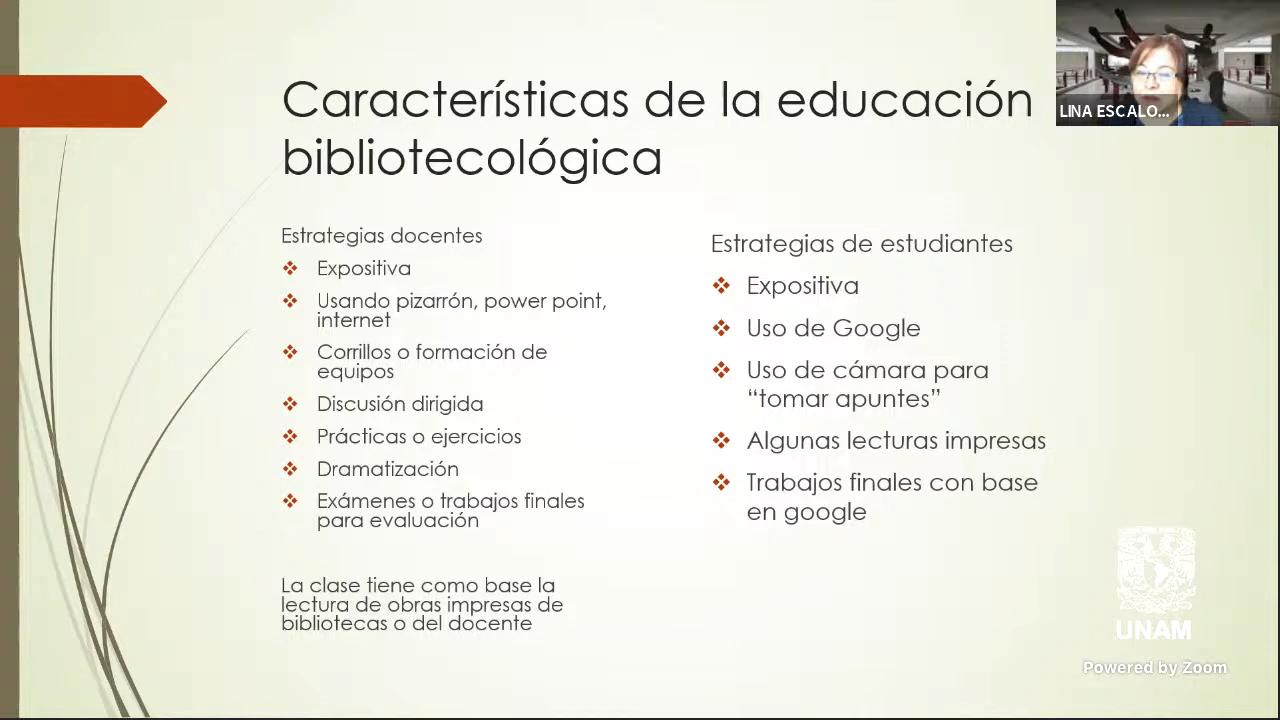 Características de la educación
bibliotecológica
LINA ESCALO...
Estrategias docentes
Expositiva
Usando pizarrón, power point,
internet
Corrillos o formación de
equipos
Discusión dirigida
Prácticas o ejercicios
Dramatización
Exámenes o trabajos finales
para evaluación
La clase tiene como base la
lectura de obras impresas de
bibliotecas o del docente
Estrategias de estudiantes
Expositiva
Uso de Google
Uso de cámara para
“tomar apuntes”
Algunas lecturas impresas
Trabajos finales con base
en google
UNAM
Powered by Zoom